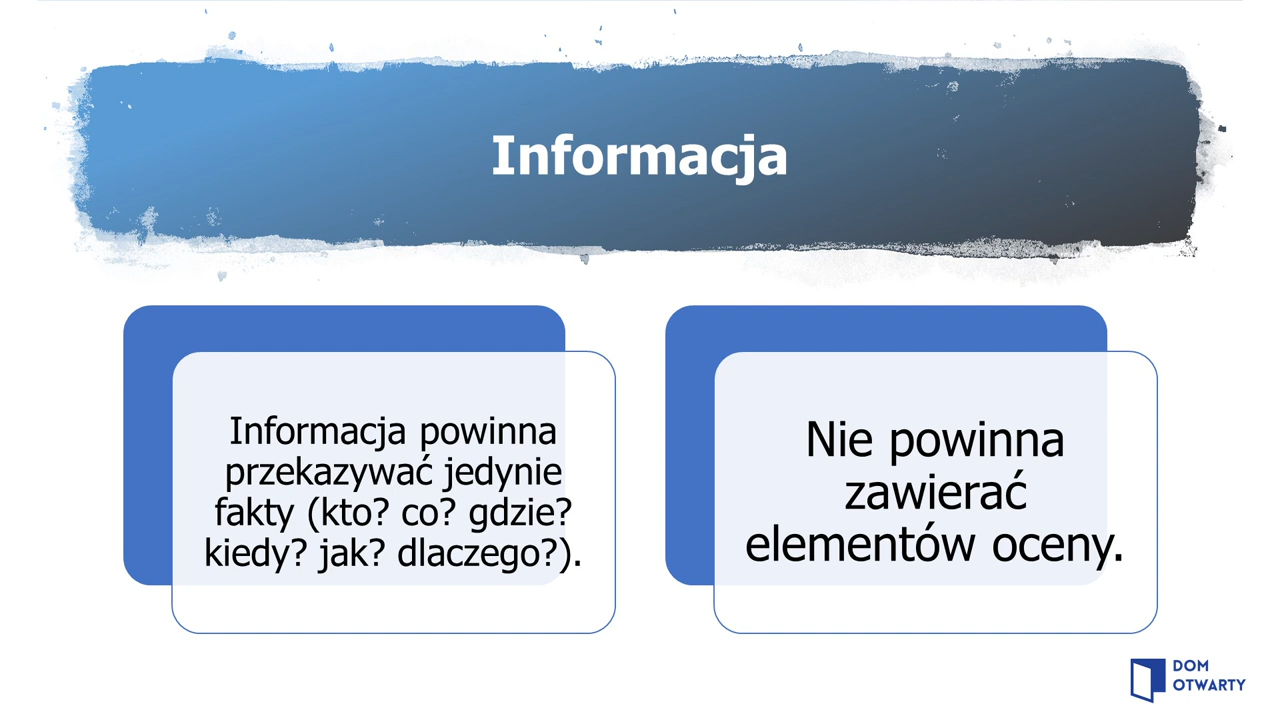 Informacja
Informacja powinna
przekazywać jedynie
fakty (kto? co? gdzie?
kiedy? jak? dlaczego?).
Nie powinna
zawierać
elementów oceny.
DOM
OTWARTY